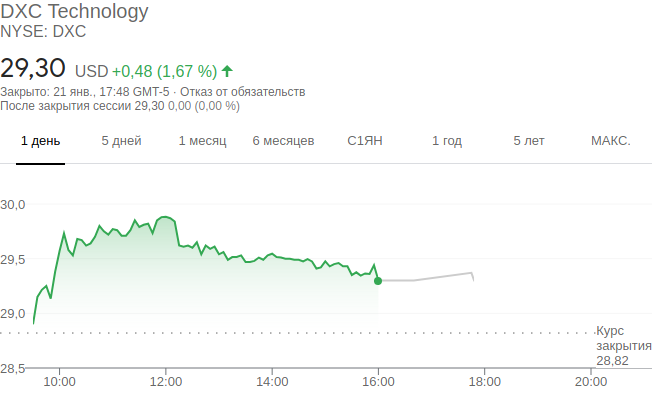 DXC Technology
NYSE: DXC
29,30 USD +0,48 (1,67 %)
Закрыто: 21 янв., 17:48 GMT-5 · Отказ от обязательств
После закрытия сессии 29,30 0,00 (0,00 %)
1 день 5 дней 1 месяц 6 месяцев С1ЯН 1 год 5 лет МАКС.
30,0
29,5
29,0
Курс
закрытия
28,82
28,5
10:00 12:00 14:00 16:00 18:00 20:00